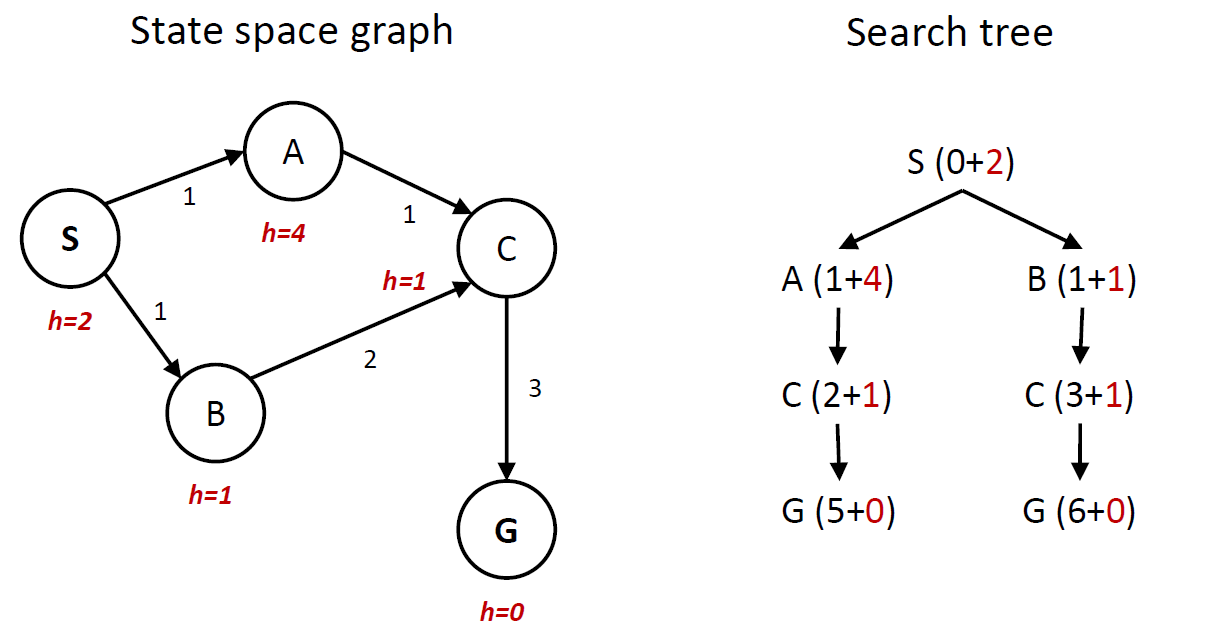 State space graph
Search tree
A
1
h=4
1
S
h=2
C
h=1
1
B
h=1
2
3
G
h=0
S (0+2)
A (1+4)
B (1+1)
C (2+1)
C (3+1)
G (5+0)
G (6+0)